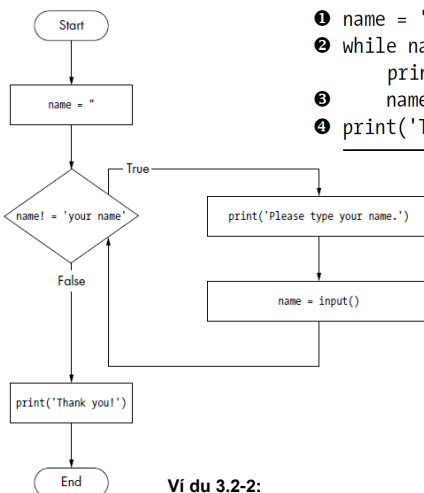 Start
name = "
name! = 'your name'
True
False
print('Please type your name.')
name = input()
print('Thank you!')
End
❶ name = '
❷ while na
prin
❸ name
❹ print('T
Ví du 3.2-2: